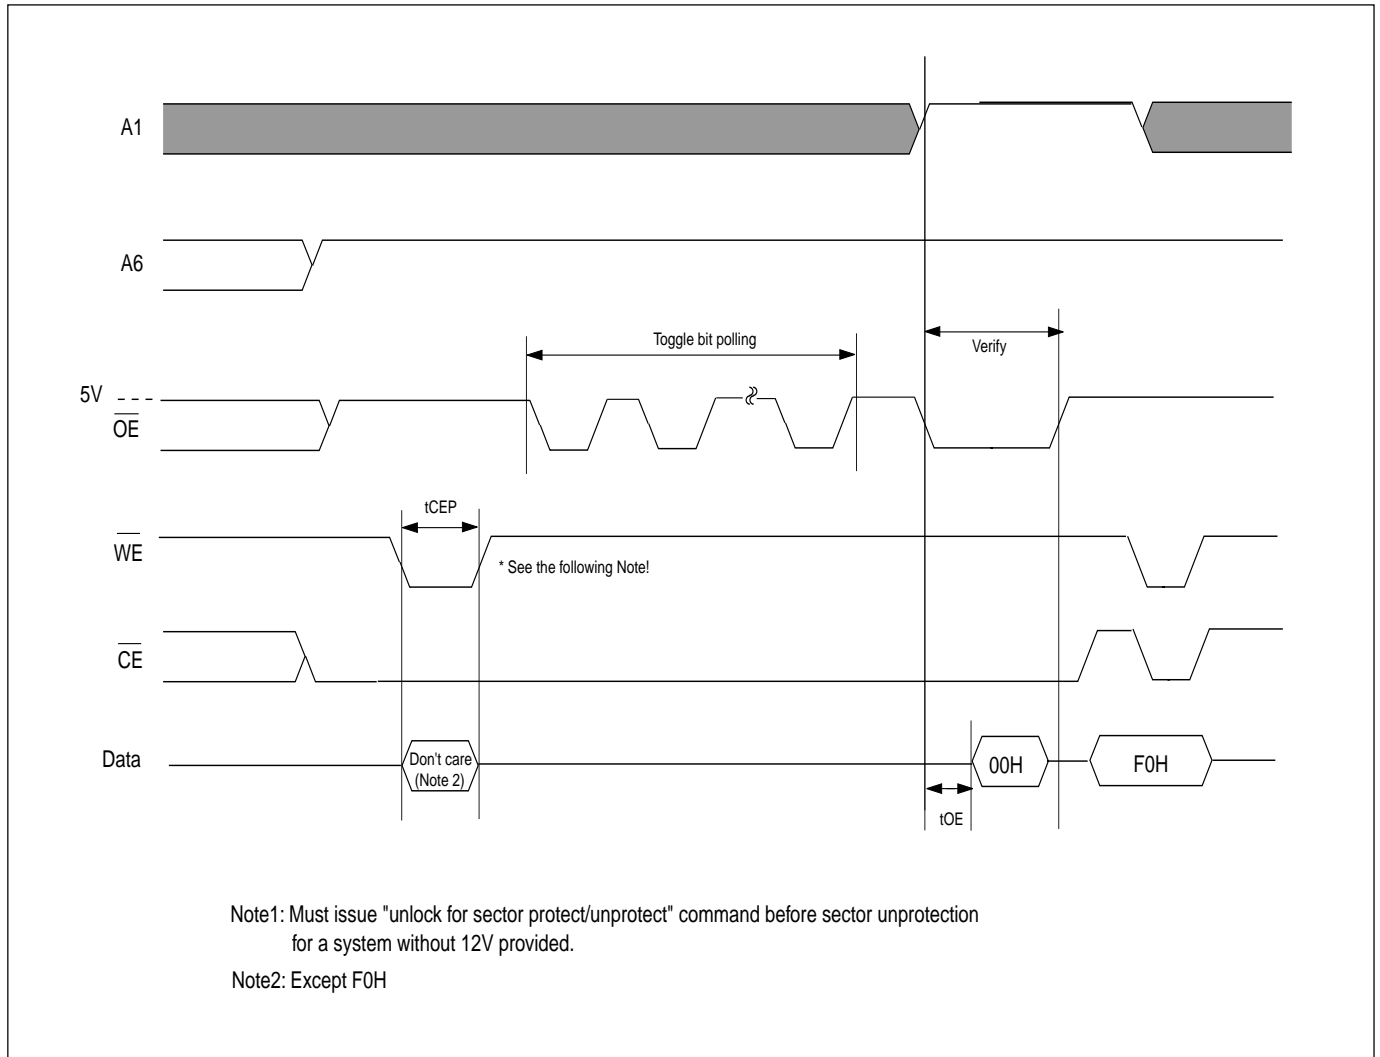 A1
A6
Toggle bit polling
Verify
5V
OE
tCEP
WE
* See the following Note!
CE
Data
Don't care
(Note 2)
00H
F0H
tOE
Note1: Must issue "unlock for sector protect/unprotect" command before sector unprotection
for a system without 12V provided.
Note2: Except F0H